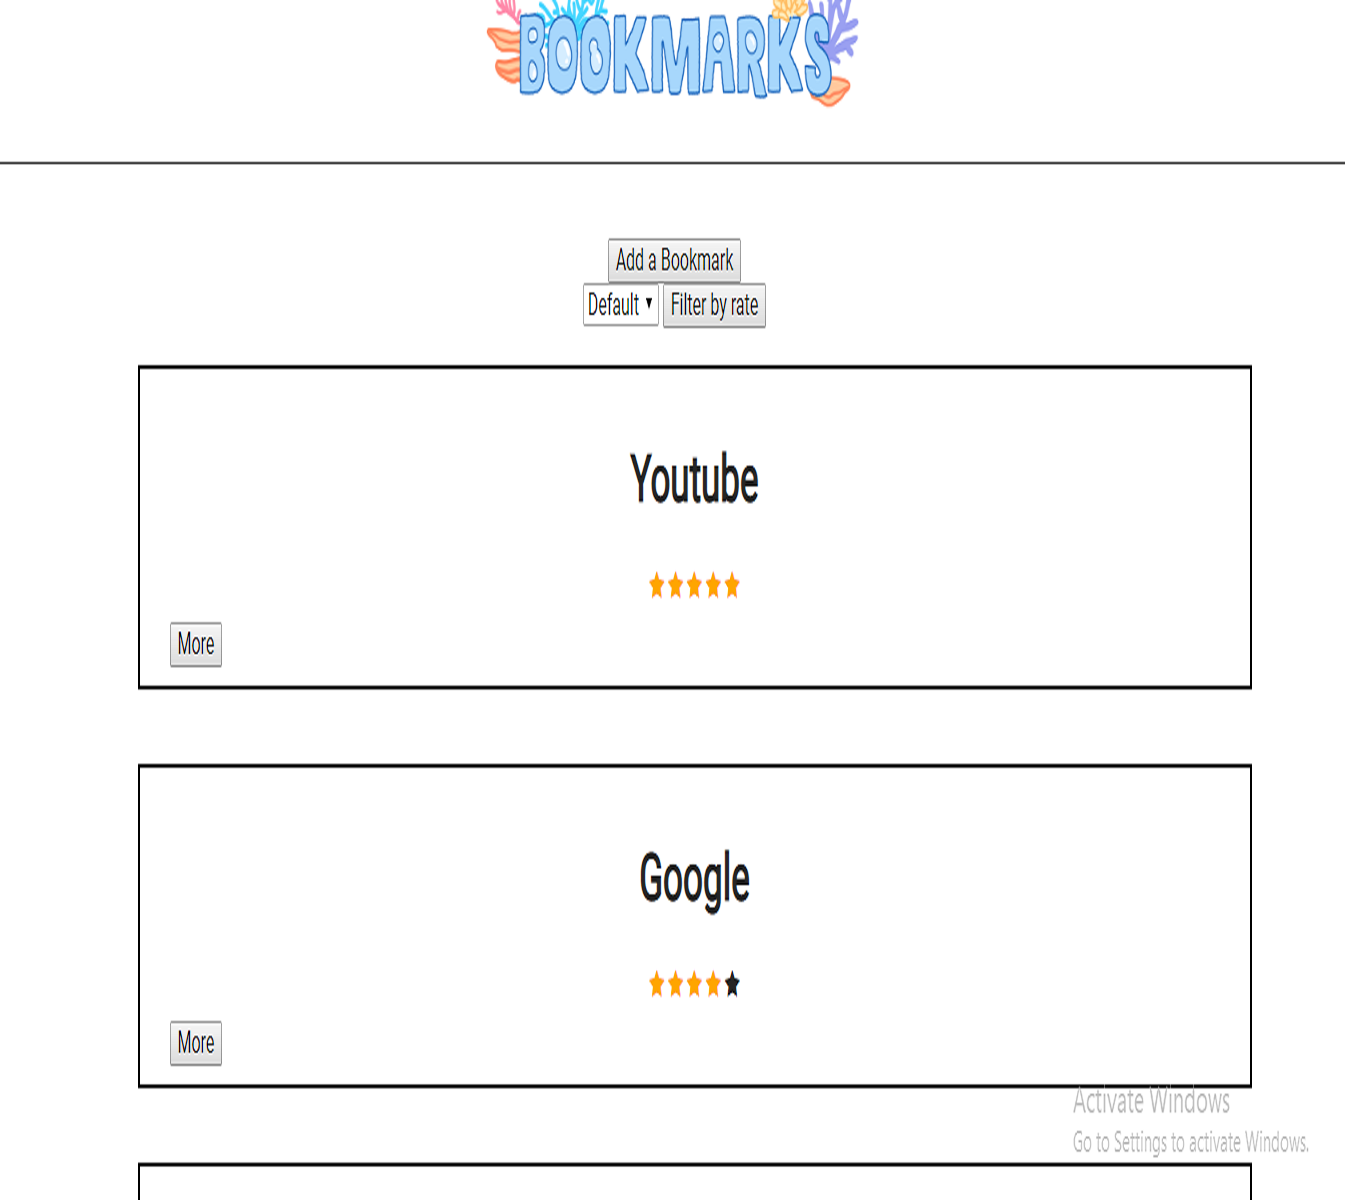 BOOKMARKS
Add a Bookmark
Default Filter by rate
Youtube
More
Google
More
Activate Windows
Go to Settings to activate Windows.